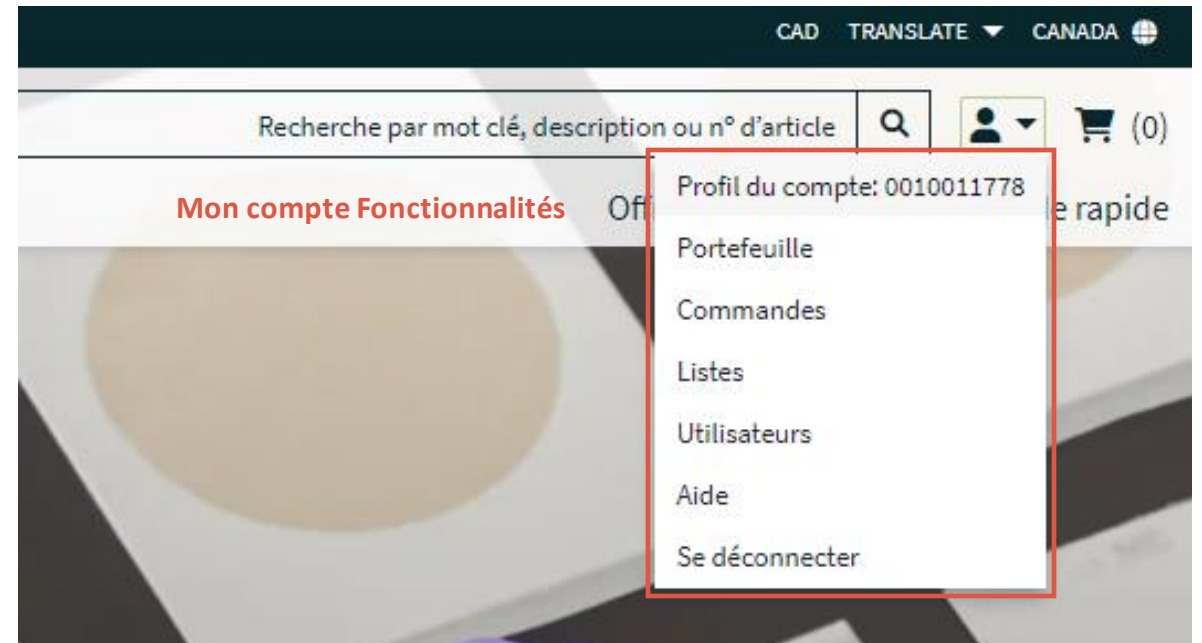 CAD TRANSLATE CANADA
Recherche par mot clé, description ou n° d'article (0)
Profil du compte: 0010011778
Mon compte Fonctionnalités rapide
Portefeuille
Commandes
Listes
Utilisateurs
Aide
Se déconnecter